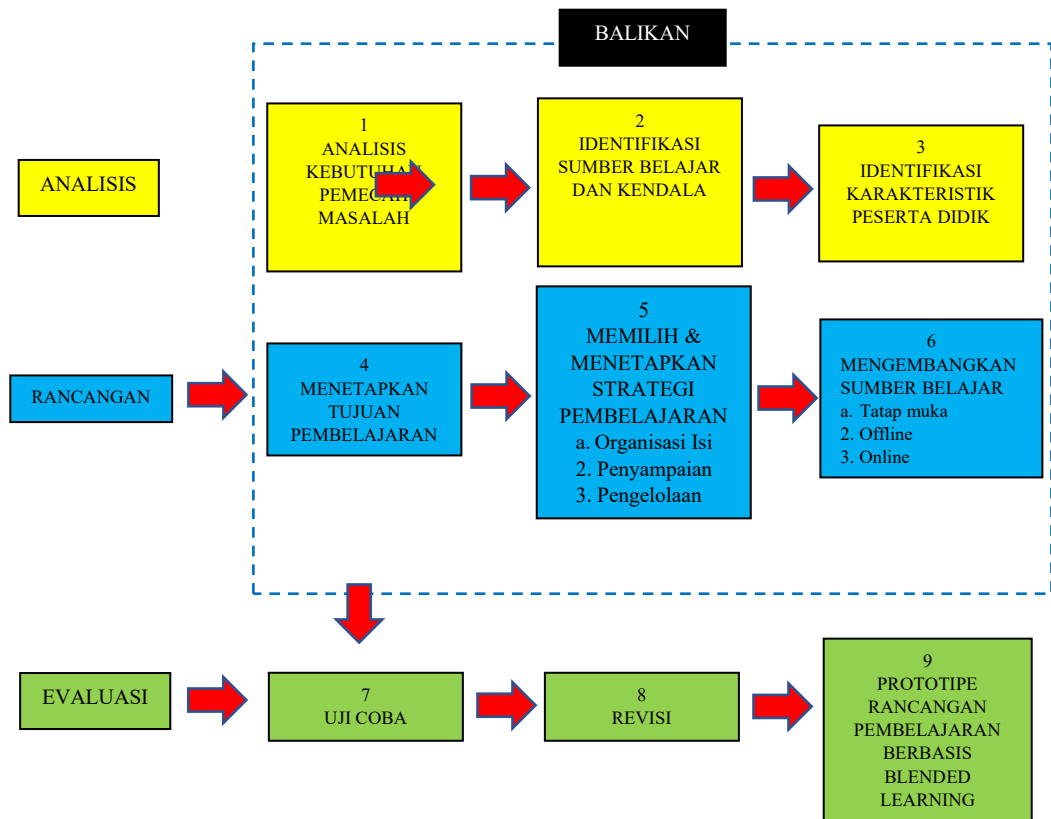 BALIKAN
ANALISIS
1
ANALISIS
KEBUTUHAN
PEMECAH
MASALAH
2
IDENTIFIKASI
SUMBER BELAJAR
DAN KENDALA
3
IDENTIFIKASI
KARAKTERISTIK
PESERTA DIDIK
RANCANGAN
4
MENETAPKAN
TUJUAN
PEMBELAJARAN
5
MEMILIH &
MENETAPKAN
STRATEGI
PEMBELAJARAN
a. Organisasi Isi
2. Penyampaian
3. Pengelolaan
6
MENGEMBANGKAN
SUMBER BELAJAR
a. Tatap muka
2. Offline
3. Online
EVALUASI
7
UJI COBA
8
REVISI
9
PROTOTIPE
RANCANGAN
PEMBELAJARAN
BERBASIS
BLENDED
LEARNING